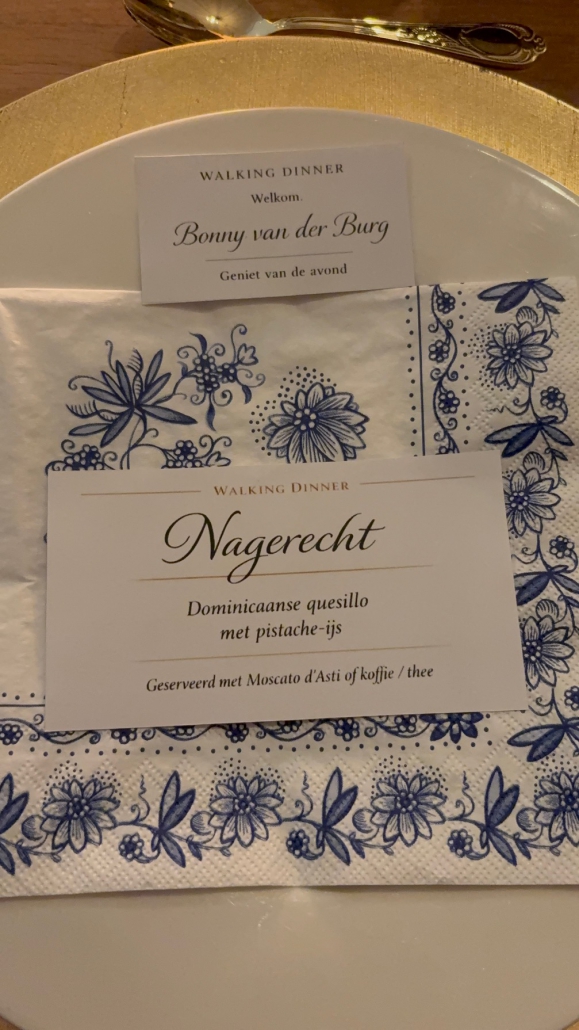 WALKING DINNER
Welkom.
Bonny van der Burg
Geniet van de avond
WALKING DINNER
Nagerecht
Dominicaanse quesillo
met pistache-ijs
Geserveerd met Moscato d'Asti of koffie / thee